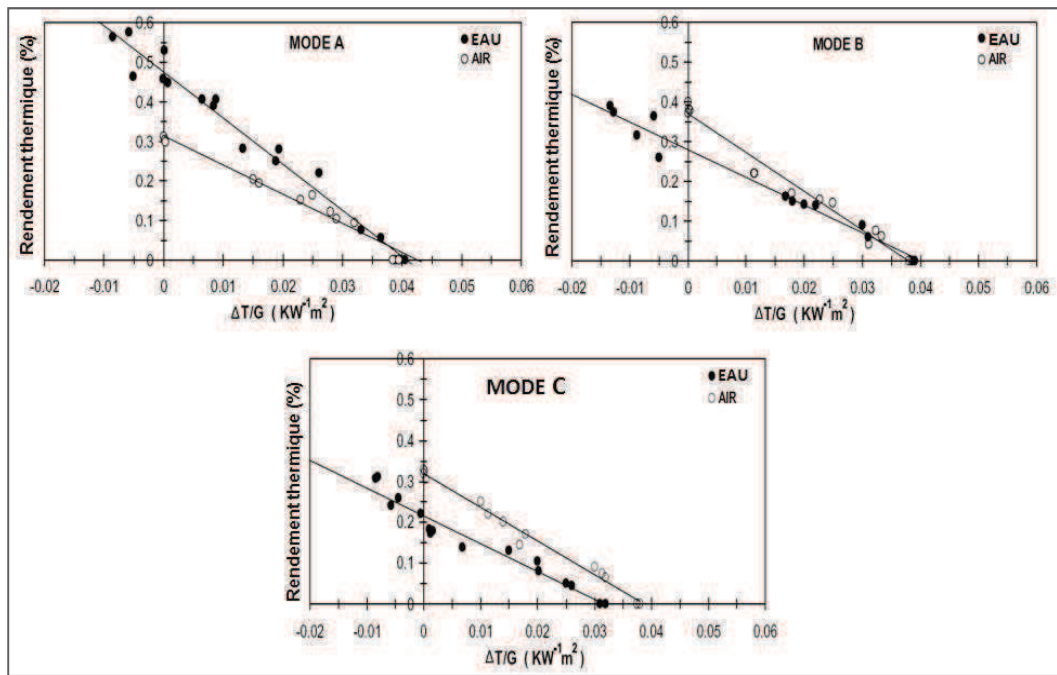 0.6
MODE A
EAU
AIR
0.5
0.4
0.3
0.2
0.1
0
Rendement thermique (%)
-0.02 -0.01 0 0.01 0.02 0.03 0.04 0.05 0.06
ΔT/G ( KW⁻¹m²)
0.6
MODE B
EAU
AIR
0.5
0.4
0.3
0.2
0.1
0
Rendement thermique (%)
-0.02 -0.01 0 0.01 0.02 0.03 0.04 0.05 0.06
ΔT/G ( KW⁻¹m²)
0.6
MODE C
EAU
AIR
0.5
0.4
0.3
0.2
0.1
0
Rendement thermique (%)
-0.02 -0.01 0 0.01 0.02 0.03 0.04 0.05 0.06
ΔT/G ( KW⁻¹m²)